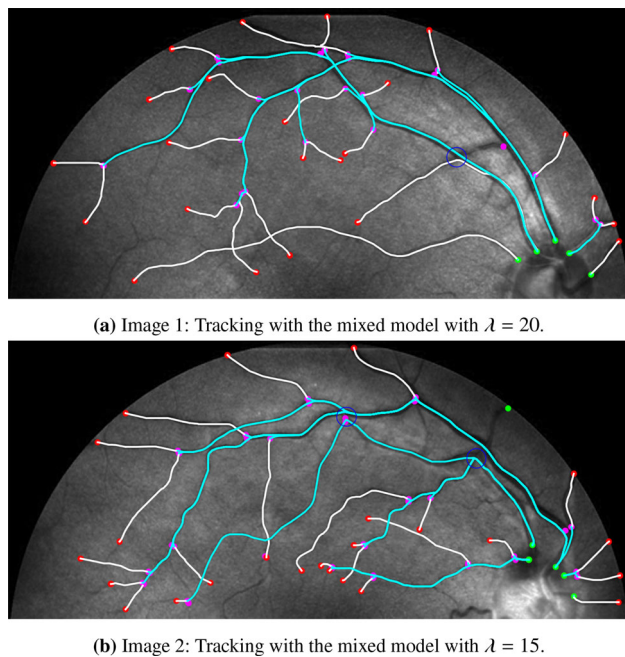 (a) Image 1: Tracking with the mixed model with λ = 20.
(b) Image 2: Tracking with the mixed model with λ = 15.